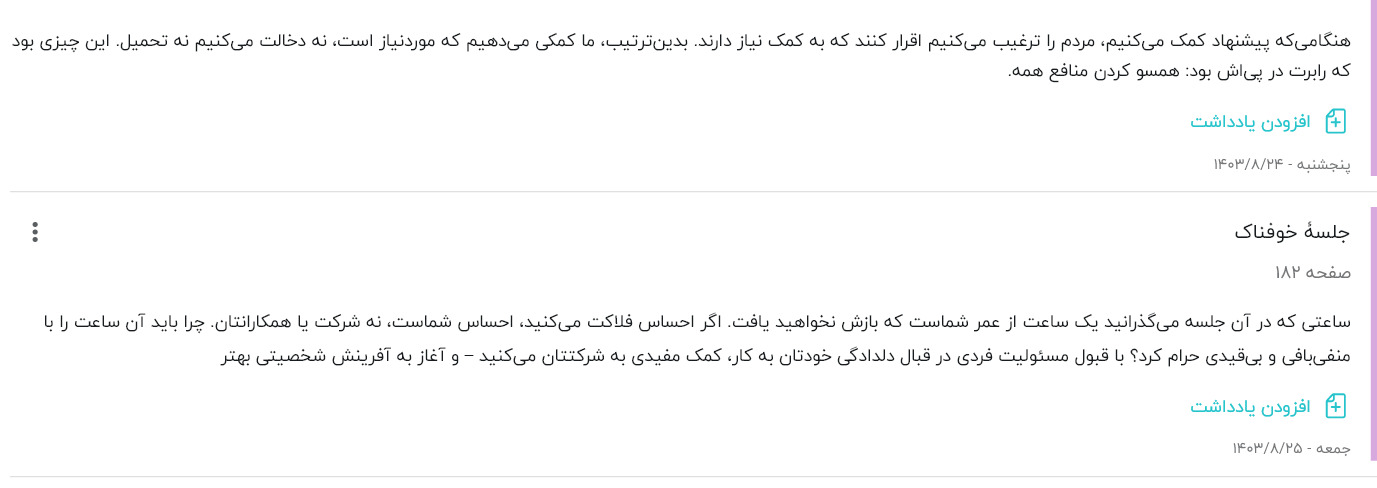 هنگامی‌که پیشنهاد کمک می‌کنیم، مردم را ترغیب می‌کنیم اقرار کنند که به کمک نیاز دارند. بدین‌ترتیب، ما کمکی می‌دهیم که موردنیاز است، نه دخالت می‌کنیم نه تحمیل. این چیزی بود
که رابرت در پی‌اش بود: همسو کردن منافع همه.
افزودن یادداشت
پنجشنبه - ۱۴۰۳/۸/۲۴
جلسهٔ خوفناک
صفحه ۱۸۲
ساعتی که در آن جلسه می‌گذرانید یک ساعت از عمر شماست که بازش نخواهید یافت. اگر احساس فلاکت می‌کنید، احساس شماست، نه شرکت یا همکارانتان. چرا باید آن ساعت را با
منفی‌بافی و بی‌قیدی حرام کرد؟ با قبول مسئولیت فردی در قبال دلدادگی خودتان به کار، کمک مفیدی به شرکتتان می‌کنید – و آغاز به آفرینش شخصیتی بهتر
افزودن یادداشت
جمعه - ۱۴۰۳/۸/۲۵